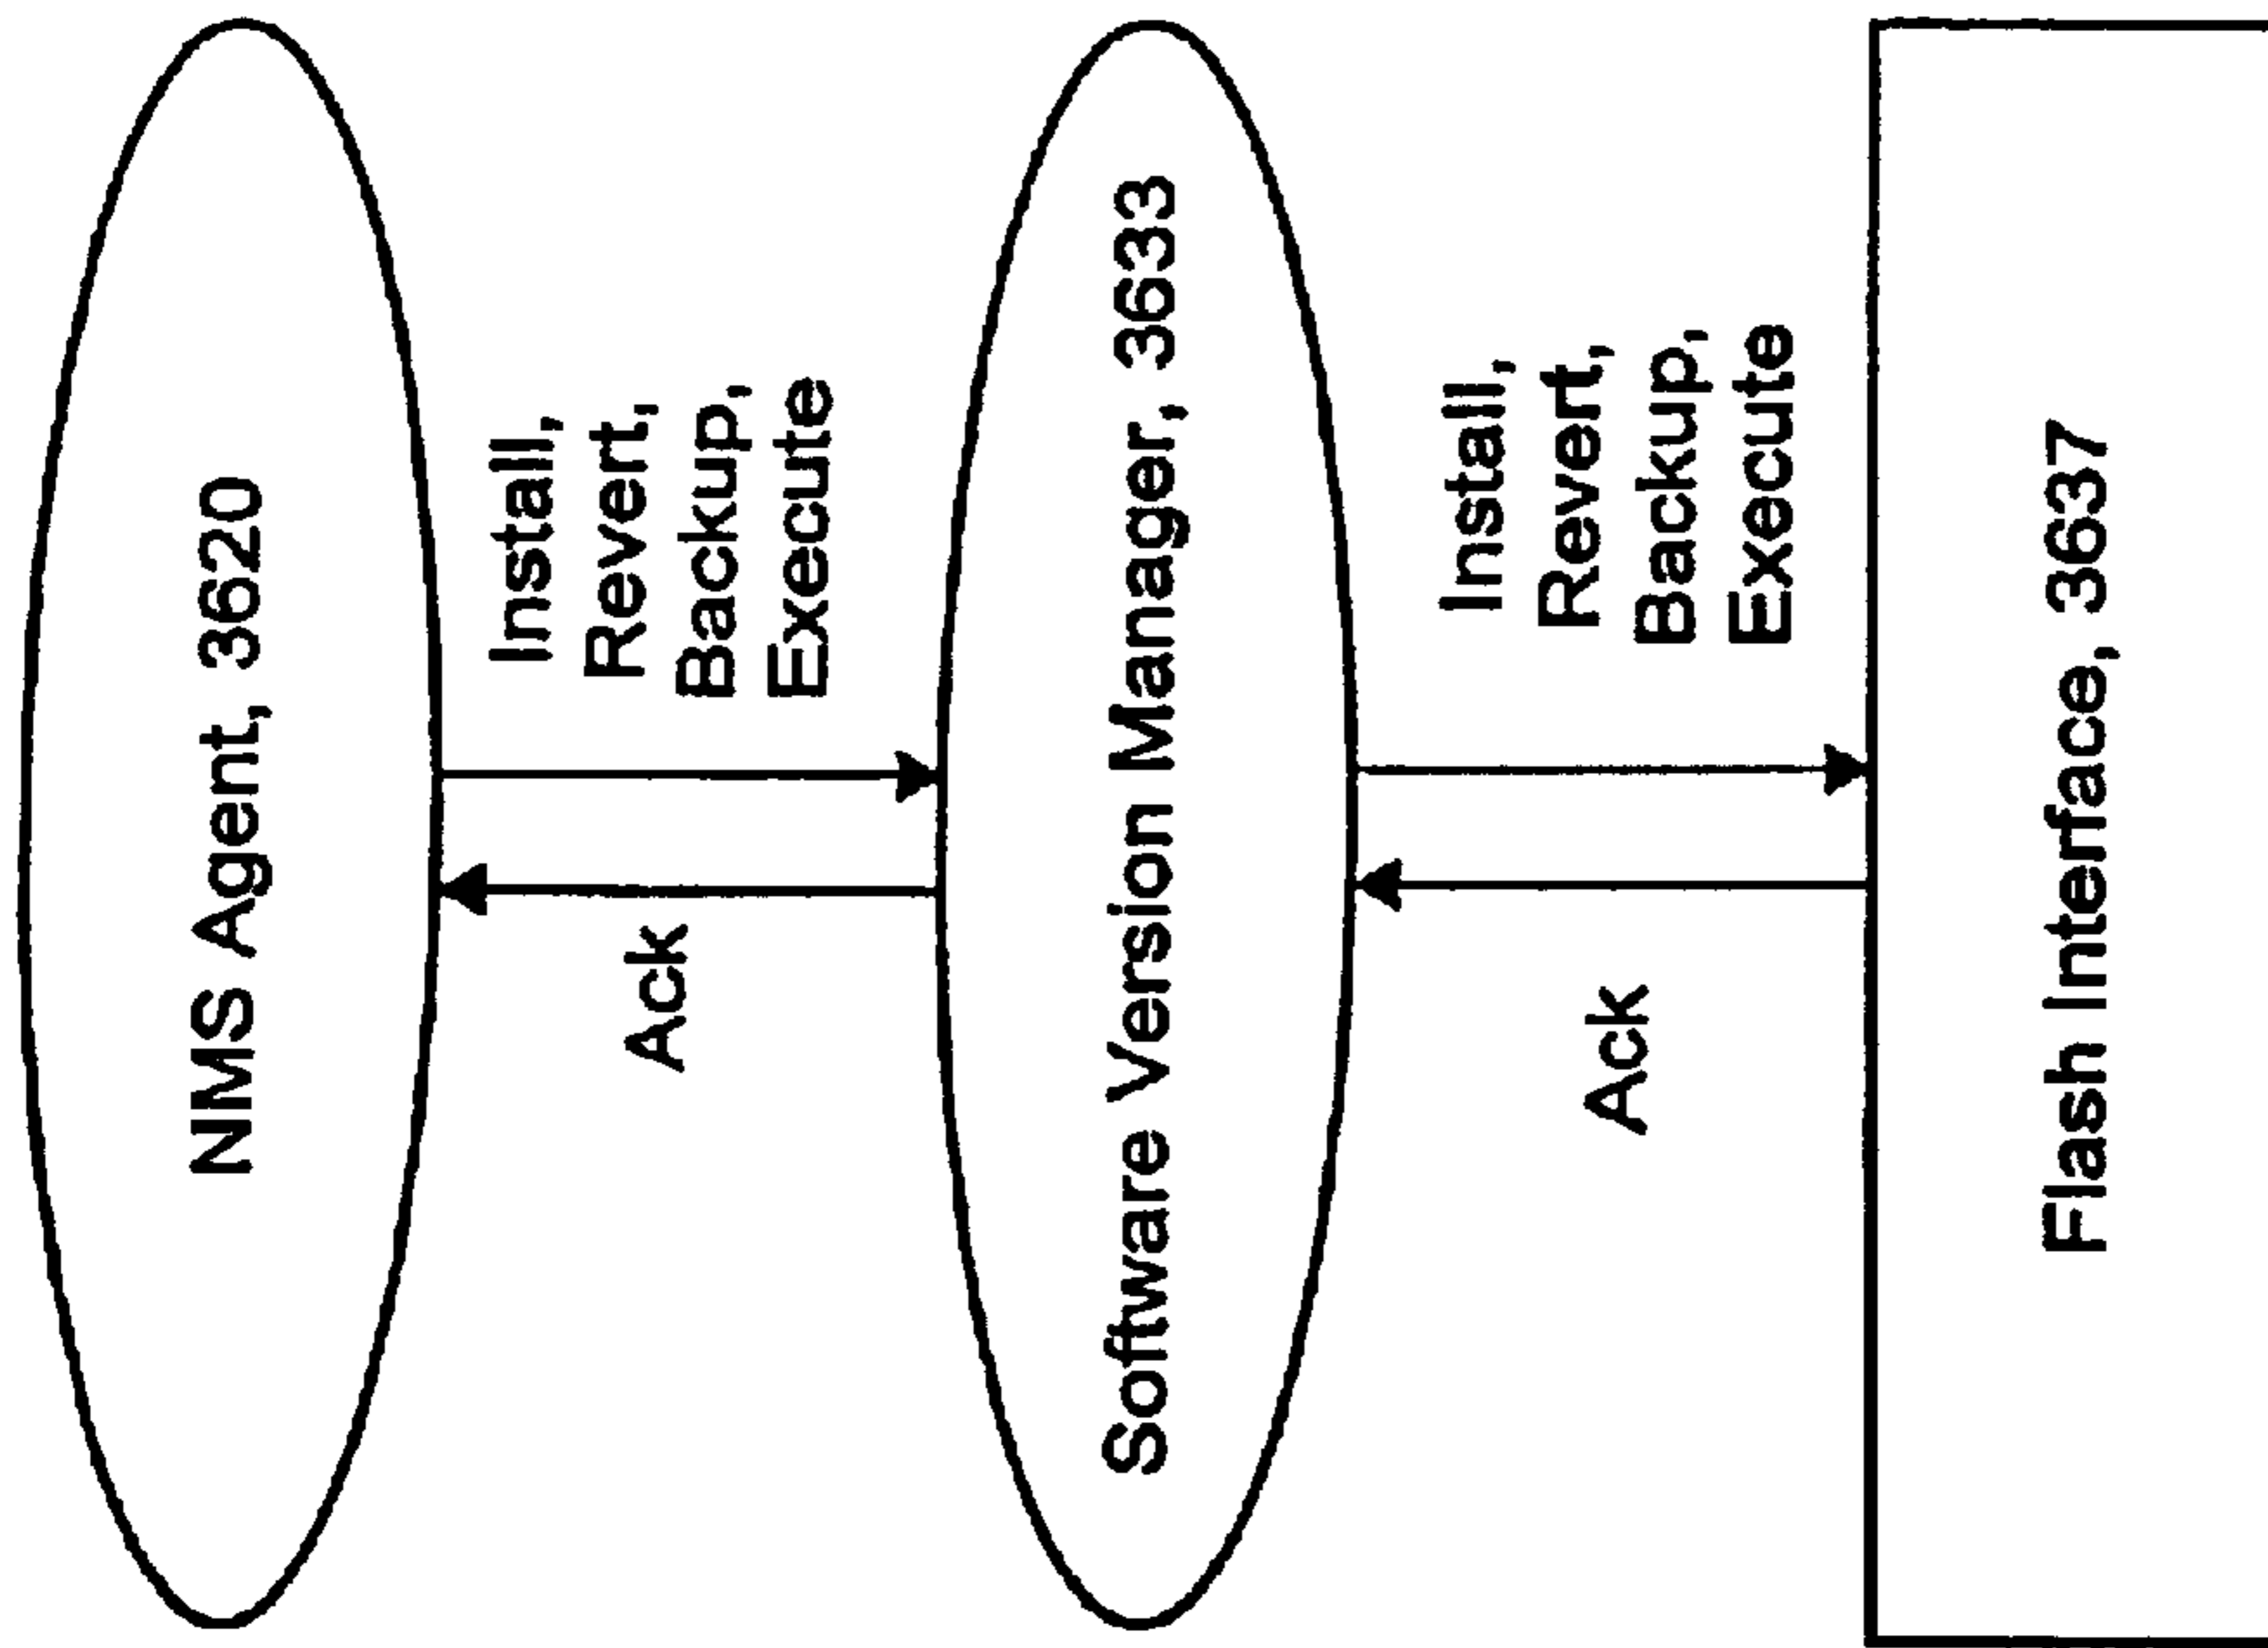 NMS Agent, 3620
Install,
Revert,
Backup,
Execute
Ack
Software Version Manager, 3633
Install,
Revert,
Backup,
Execute
Ack
Flash Interface, 3637